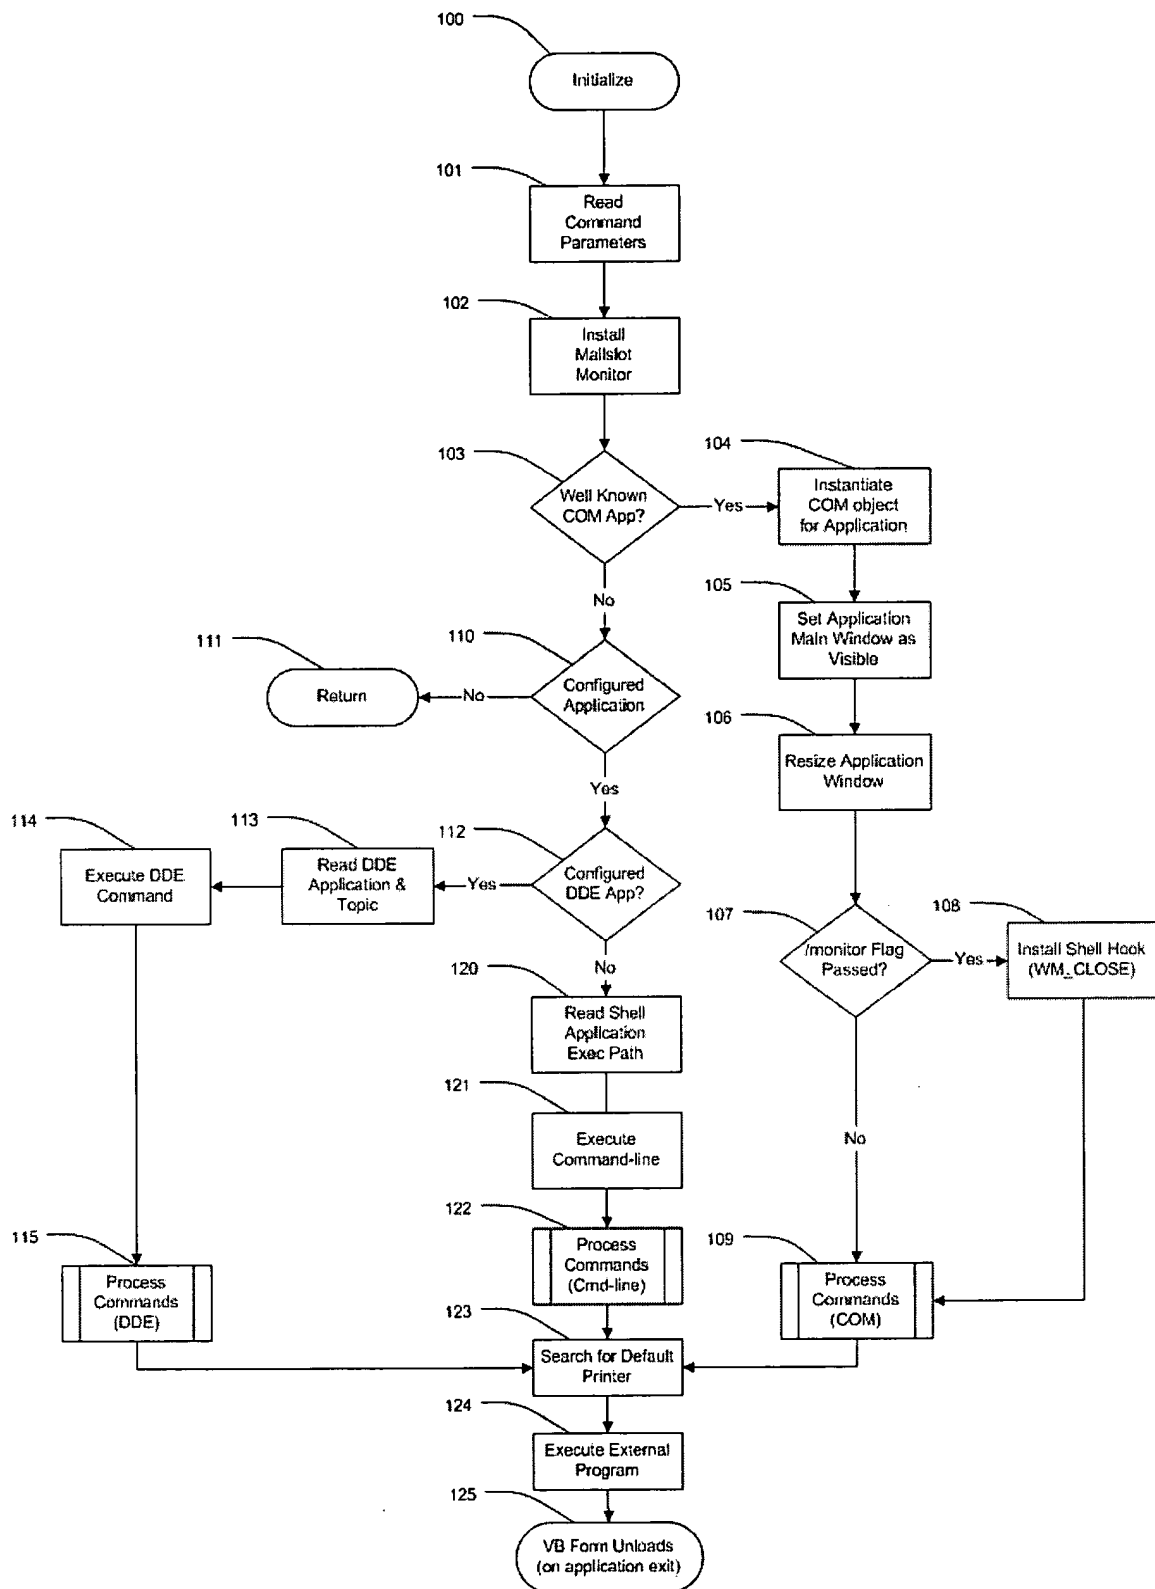 100
Initialize
101
Read
Command
Parameters
102
Install
Mailslot
Monitor
103
Well Known
COM App?
Yes
104
Instantiate
COM object
for Application
No
105
Set Application
Main Window as
Visible
110
Configured
Application
No
111
Return
106
Resize Application
Window
Yes
112
Configured
DDE App?
Yes
113
Read DDE
Application &
Topic
114
Execute DDE
Command
107
/monitor Flag
Passed?
Yes
108
Install Shell Hook
(WM_CLOSE)
No
120
Read Shell
Application
Exec Path
121
Execute
Command-line
No
122
Process
Commands
(Cmd-line)
115
Process
Commands
(DDE)
109
Process
Commands
(COM)
123
Search for Default
Printer
124
Execute External
Program
125
VB Form Unloads
(on application exit)